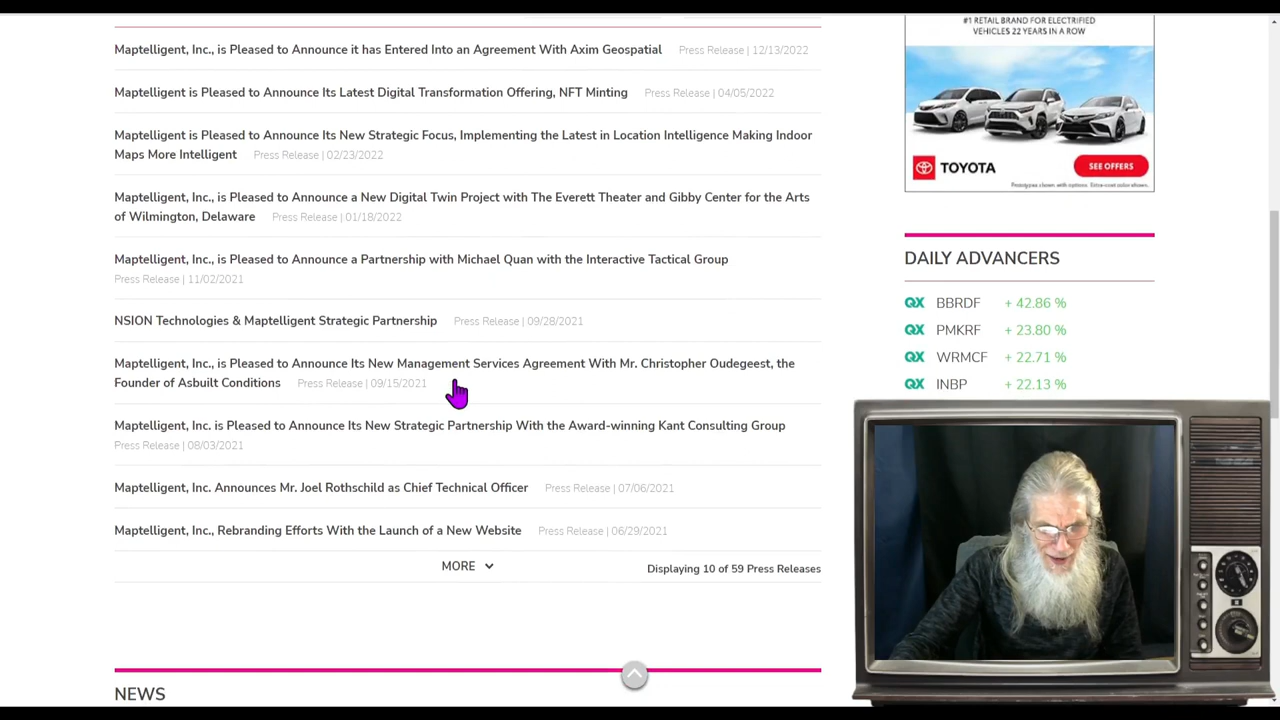 Maptelligent, Inc., is Pleased to Announce it has Entered Into an Agreement With Axim Geospatial Press Release | 12/13/2022
Maptelligent is Pleased to Announce Its Latest Digital Transformation Offering, NFT Minting Press Release | 04/05/2022
Maptelligent is Pleased to Announce Its New Strategic Focus, Implementing the Latest in Location Intelligence Making Indoor
Maps More Intelligent Press Release | 02/23/2022
Maptelligent, Inc., is Pleased to Announce a New Digital Twin Project with The Everett Theater and Gibby Center for the Arts
of Wilmington, Delaware Press Release | 01/18/2022
Maptelligent, Inc., is Pleased to Announce a Partnership with Michael Quan with the Interactive Tactical Group
Press Release | 11/02/2021
NSION Technologies & Maptelligent Strategic Partnership Press Release | 09/28/2021
Maptelligent, Inc., is Pleased to Announce Its New Management Services Agreement With Mr. Christopher Oudegeest, the
Founder of Asbuilt Conditions Press Release | 09/15/2021
Maptelligent, Inc. is Pleased to Announce Its New Strategic Partnership With the Award-winning Kant Consulting Group
Press Release | 08/03/2021
Maptelligent, Inc. Announces Mr. Joel Rothschild as Chief Technical Officer Press Release | 07/06/2021
Maptelligent, Inc., Rebranding Efforts With the Launch of a New Website Press Release | 06/29/2021
MORE
Displaying 10 of 59 Press Releases
NEWS
#1 RETAIL BRAND FOR ELECTRIFIED
VEHICLES 22 YEARS IN A ROW
TOYOTA
SEE OFFERS
Prototypes shown with options. Extra-cost color shown.
DAILY ADVANCERS
QX BBRDF + 42.86 %
QX PMKRF + 23.80 %
QX WRMCF + 22.71 %
QX INBP + 22.13 %